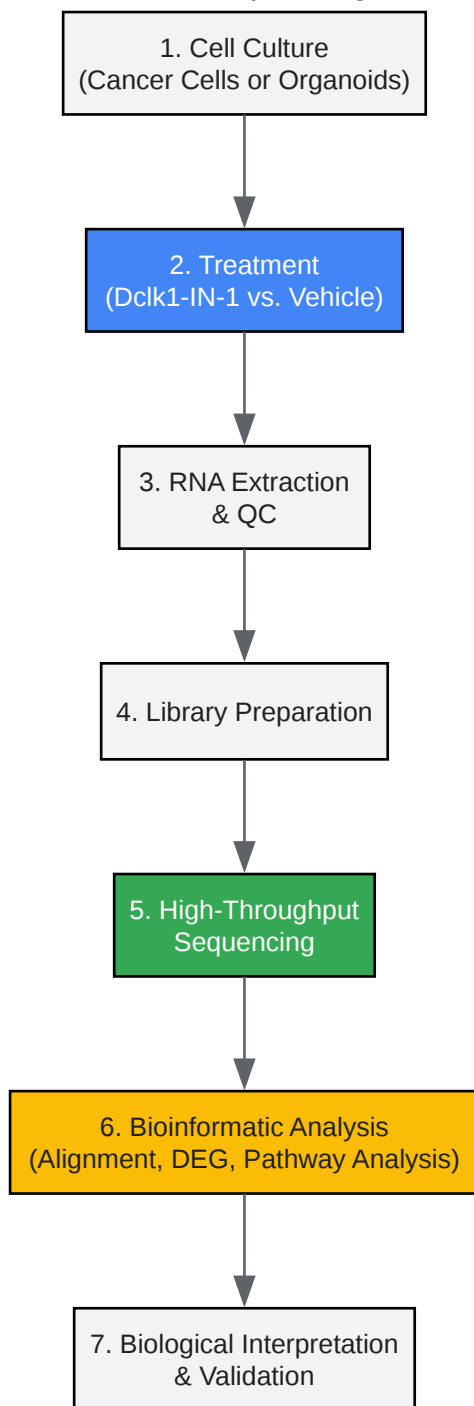 1. Cell Culture
(Cancer Cells or Organoids)
2. Treatment
(Dclk1-IN-1 vs. Vehicle)
3. RNA Extraction
& QC
4. Library Preparation
5. High-Throughput
Sequencing
6. Bioinformatic Analysis
(Alignment, DEG, Pathway Analysis)
7. Biological Interpretation
& Validation